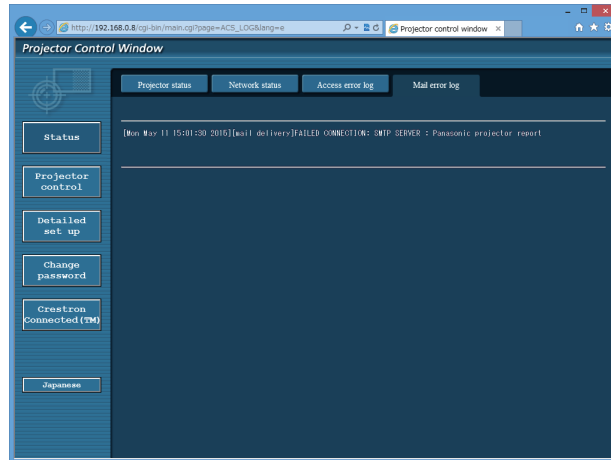 http://192.168.0.8/cgi-bin/main.cgi?page=ACS_LOG&lang=e
Projector control window
Projector Control Window
Projector status
Network status
Access error log
Mail error log
[Mon May 11 15:01:30 2015][mail delivery]FAILED CONNECTION: SMTP SERVER : Panasonic projector report
Status
Projector
control
Detailed
set up
Change
password
Crestron
Connected(TM)
Japanese